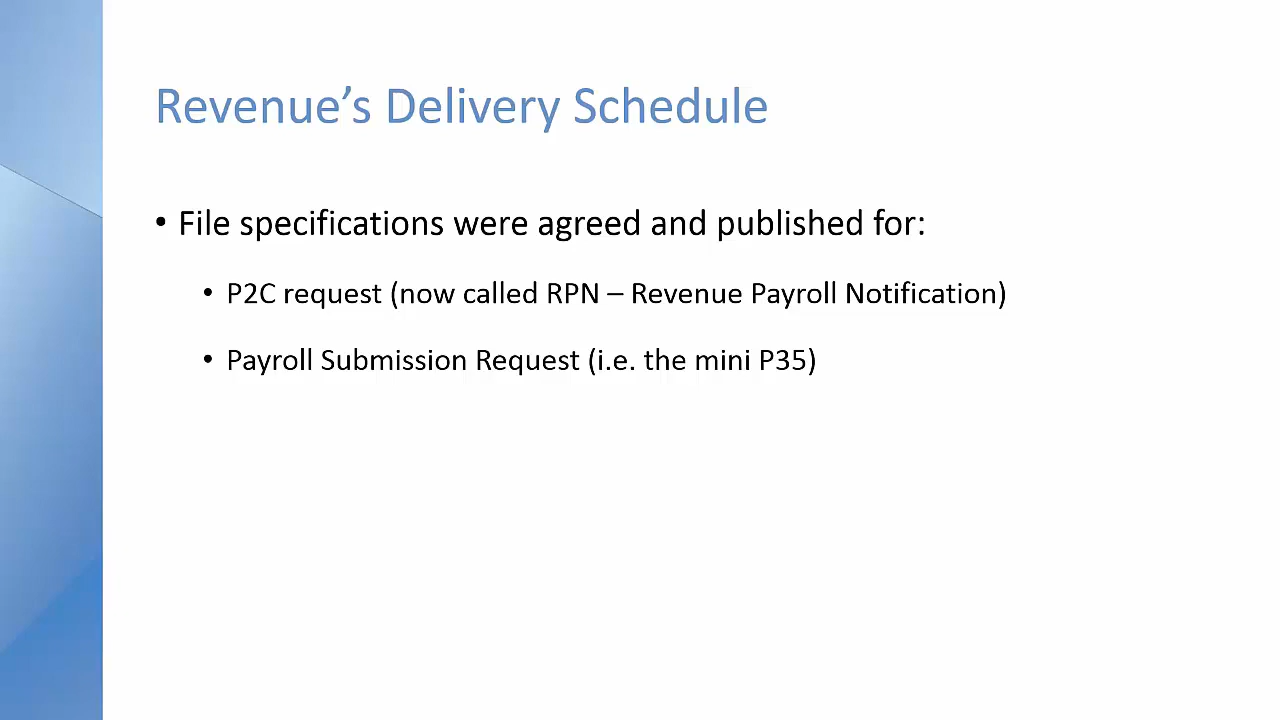 Revenue’s Delivery Schedule
• File specifications were agreed and published for:
• P2C request (now called RPN – Revenue Payroll Notification)
• Payroll Submission Request (i.e. the mini P35)